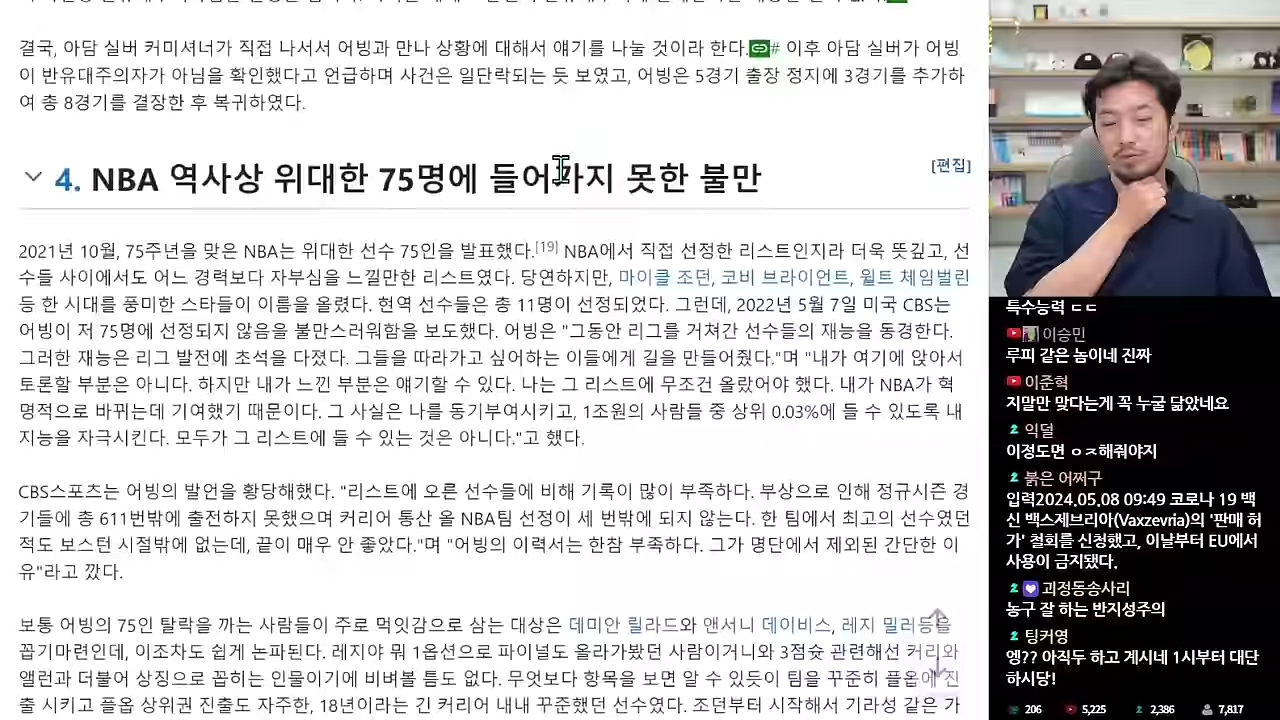 결국, 아담 실버 커미셔너가 직접 나서서 어빙과 만나 상황에 대해서 얘기를 나눌 것이라 한다.# 이후 아담 실버가 어빙
이 반유대주의자가 아님을 확인했다고 언급하며 사건은 일단락되는 듯 보였고, 어빙은 5경기 출장 정지에 3경기를 추가하
여 총 8경기를 결장한 후 복귀하였다.
4. NBA 역사상 위대한 75명에 들어가지 못한 불만
[편집]
2021년 10월, 75주년을 맞은 NBA는 위대한 선수 75인을 발표했다.[19] NBA에서 직접 선정한 리스트인지라 더욱 뜻깊고, 선
수들 사이에서도 어느 경력보다 자부심을 느낄만한 리스트였다. 당연하지만, 마이클 조던, 코비 브라이언트, 윌트 체임벌린
등 한 시대를 풍미한 스타들이 이름을 올렸다. 현역 선수들은 총 11명이 선정되었다. 그런데, 2022년 5월 7일 미국 CBS는
어빙이 저 75명에 선정되지 않음을 불만스러워함을 보도했다. 어빙은 "그동안 리그를 거쳐간 선수들의 재능을 동경한다.
그러한 재능은 리그 발전에 초석을 다졌다. 그들을 따라가고 싶어하는 이들에게 길을 만들어줬다."며 "내가 여기에 앉아서
토론할 부분은 아니다. 하지만 내가 느낀 부분은 얘기할 수 있다. 나는 그 리스트에 무조건 올랐어야 했다. 내가 NBA가 혁
명적으로 바뀌는데 기여했기 때문이다. 그 사실은 나를 동기부여시키고, 1조원의 사람들 중 상위 0.03%에 들 수 있도록 내
지능을 자극시킨다. 모두가 그 리스트에 들 수 있는 것은 아니다."고 했다.
CBS스포츠는 어빙의 발언을 황당해했다. "리스트에 오른 선수들에 비해 기록이 많이 부족하다. 부상으로 인해 정규시즌 경
기들에 총 611번밖에 출전하지 못했으며 커리어 통산 올 NBA팀 선정이 세 번밖에 되지 않는다. 한 팀에서 최고의 선수였던
적도 보스턴 시절밖에 없는데, 끝이 매우 안 좋았다."며 "어빙의 이력서는 한참 부족하다. 그가 명단에서 제외된 간단한 이
유"라고 깠다.
보통 어빙의 75인 탈락을 까는 사람들이 주로 먹잇감으로 삼는 대상은 데미안 릴라드와 앤서니 데이비스, 레지 밀러등을
꼽기마련인데, 이조차도 쉽게 논파된다. 레지야 뭐 1옵션으로 파이널도 올라가봤던 사람이거니와 3점슛 관련해선 커리와
앨런과 더불어 상징으로 꼽히는 인물이기에 비벼볼 틈도 없다. 무엇보다 항목을 보면 알 수 있듯이 팀을 꾸준히 플옵에 진
출 시키고 플옵 상위권 진출도 자주한, 18년이라는 긴 커리어 내내 꾸준했던 선수였다. 조던부터 시작해서 기라성 같은 가
특수능력 ㄷㄷ
이승민
루피 같은 놈이네 진짜
이준혁
지말만 맞다는게 꼭 누굴 닮았네요
익덜
이정도면 ㅇㅈ해줘야지
붉은 어쩌구
입력2024.05.08 09:49 코로나 19 백
신 백스제브리아(Vaxzevria)의 '판매 허
가' 철회를 신청했고, 이날부터 EU에서
사용이 금지됐다.
괴정동송사리
농구 잘 하는 반지성주의
팅커영
엥?? 아직두 하고 게시네 1시부터 대단
하시당!
206 5,225 2,386 7,817